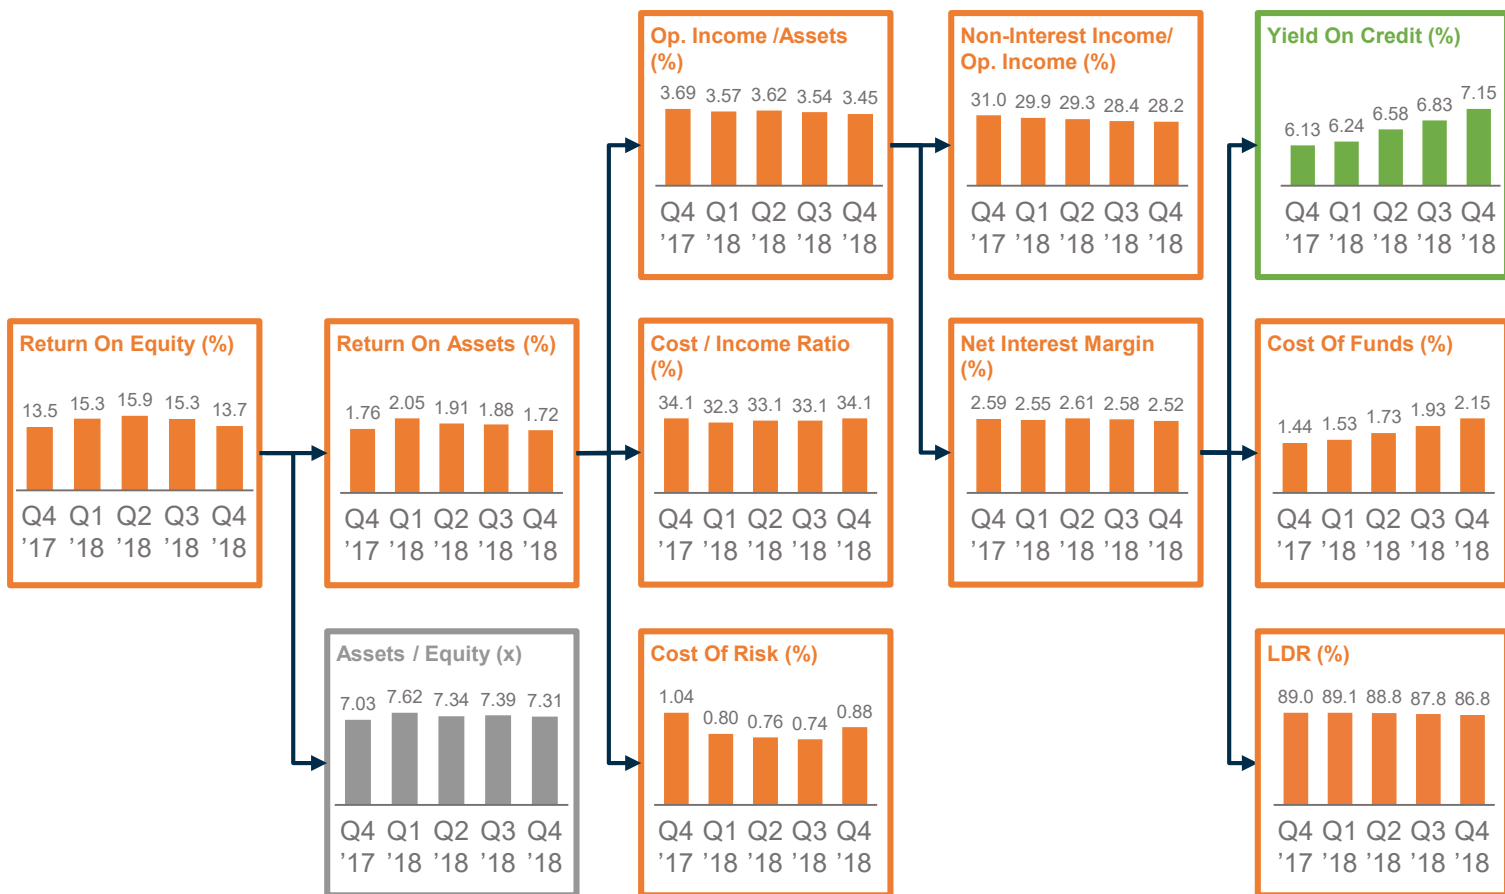 Op. Income /Assets
(%)
3.69 3.57 3.62 3.54 3.45
Q4 Q1 Q2 Q3 Q4
’17 ’18 ’18 ’18 ’18
Non-Interest Income/
Op. Income (%)
31.0 29.9 29.3 28.4 28.2
Q4 Q1 Q2 Q3 Q4
’17 ’18 ’18 ’18 ’18
Yield On Credit (%)
6.13 6.24 6.58 6.83 7.15
Q4 Q1 Q2 Q3 Q4
’17 ’18 ’18 ’18 ’18
Return On Equity (%)
13.5 15.3 15.9 15.3 13.7
Q4 Q1 Q2 Q3 Q4
’17 ’18 ’18 ’18 ’18
Return On Assets (%)
1.76 2.05 1.91 1.88 1.72
Q4 Q1 Q2 Q3 Q4
’17 ’18 ’18 ’18 ’18
Cost / Income Ratio
(%)
34.1 32.3 33.1 33.1 34.1
Q4 Q1 Q2 Q3 Q4
’17 ’18 ’18 ’18 ’18
Net Interest Margin
(%)
2.59 2.55 2.61 2.58 2.52
Q4 Q1 Q2 Q3 Q4
’17 ’18 ’18 ’18 ’18
Cost Of Funds (%)
1.44 1.53 1.73 1.93 2.15
Q4 Q1 Q2 Q3 Q4
’17 ’18 ’18 ’18 ’18
Assets / Equity (x)
7.03 7.62 7.34 7.39 7.31
Q4 Q1 Q2 Q3 Q4
’17 ’18 ’18 ’18 ’18
Cost Of Risk (%)
1.04 0.80 0.76 0.74 0.88
Q4 Q1 Q2 Q3 Q4
’17 ’18 ’18 ’18 ’18
LDR (%)
89.0 89.1 88.8 87.8 86.8
Q4 Q1 Q2 Q3 Q4
’17 ’18 ’18 ’18 ’18